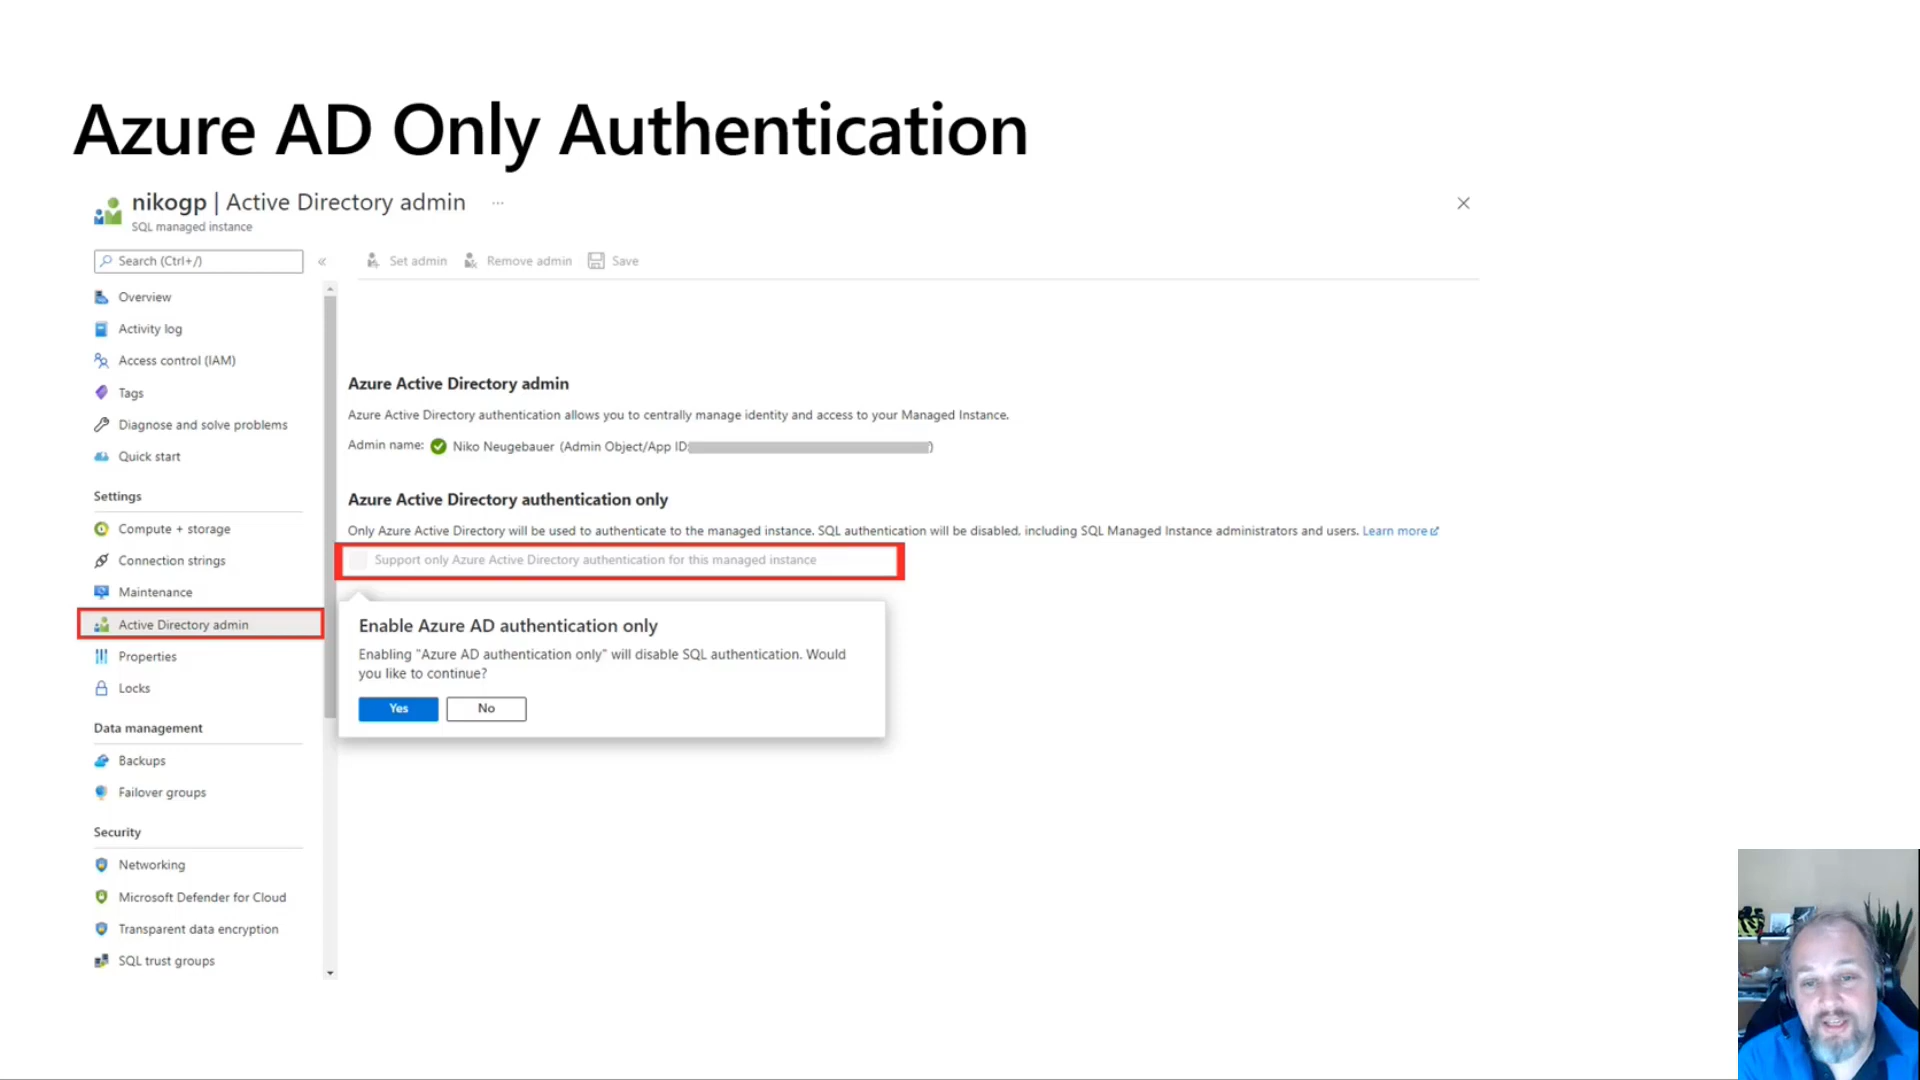 Azure AD Only Authentication
nikogp | Active Directory admin ...
SQL managed instance
Search (Ctrl+/)
«
Set admin
Remove admin
Save
Overview
Activity log
Access control (IAM)
Tags
Diagnose and solve problems
Quick start
Settings
Compute + storage
Connection strings
Maintenance
Active Directory admin
Properties
Locks
Data management
Backups
Failover groups
Security
Networking
Microsoft Defender for Cloud
Transparent data encryption
SQL trust groups
Azure Active Directory admin
Azure Active Directory authentication allows you to centrally manage identity and access to your Managed Instance.
Admin name: Niko Neugebauer (Admin Object/App ID: )
Azure Active Directory authentication only
Only Azure Active Directory will be used to authenticate to the managed instance. SQL authentication will be disabled, including SQL Managed Instance administrators and users. Learn more
Support only Azure Active Directory authentication for this managed instance
Enable Azure AD authentication only
Enabling "Azure AD authentication only" will disable SQL authentication. Would
you like to continue?
Yes
No